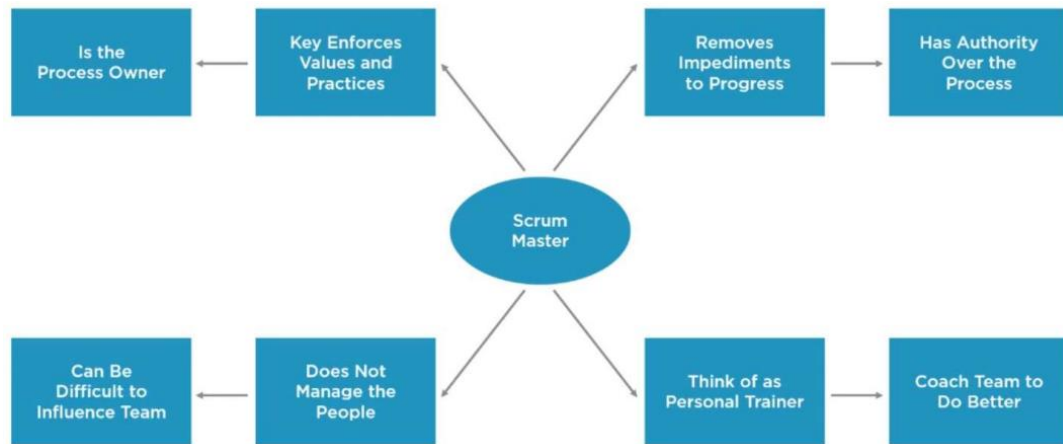 Is the
Process Owner
Key Enforces
Values and
Practices
Removes
Impediments
to Progress
Has Authority
Over the
Process
Scrum
Master
Can Be
Difficult to
Influence Team
Does Not
Manage the
People
Think of as
Personal Trainer
Coach Team to
Do Better